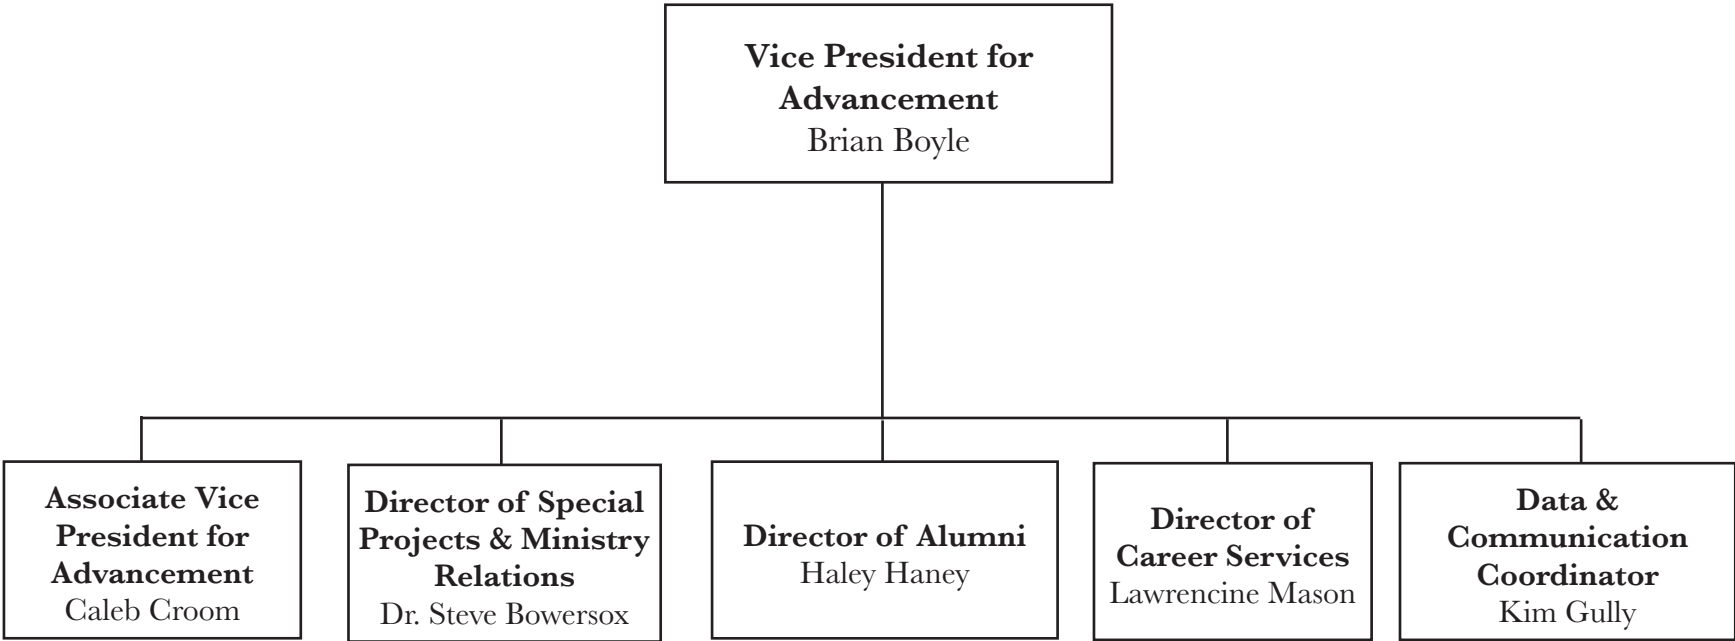 Vice President for
Advancement
Brian Boyle
Associate Vice
President for
Advancement
Caleb Croom
Director of Special
Projects & Ministry
Relations
Dr. Steve Bowersox
Director of Alumni
Haley Haney
Director of
Career Services
Lawrencine Mason
Data &
Communication
Coordinator
Kim Gully